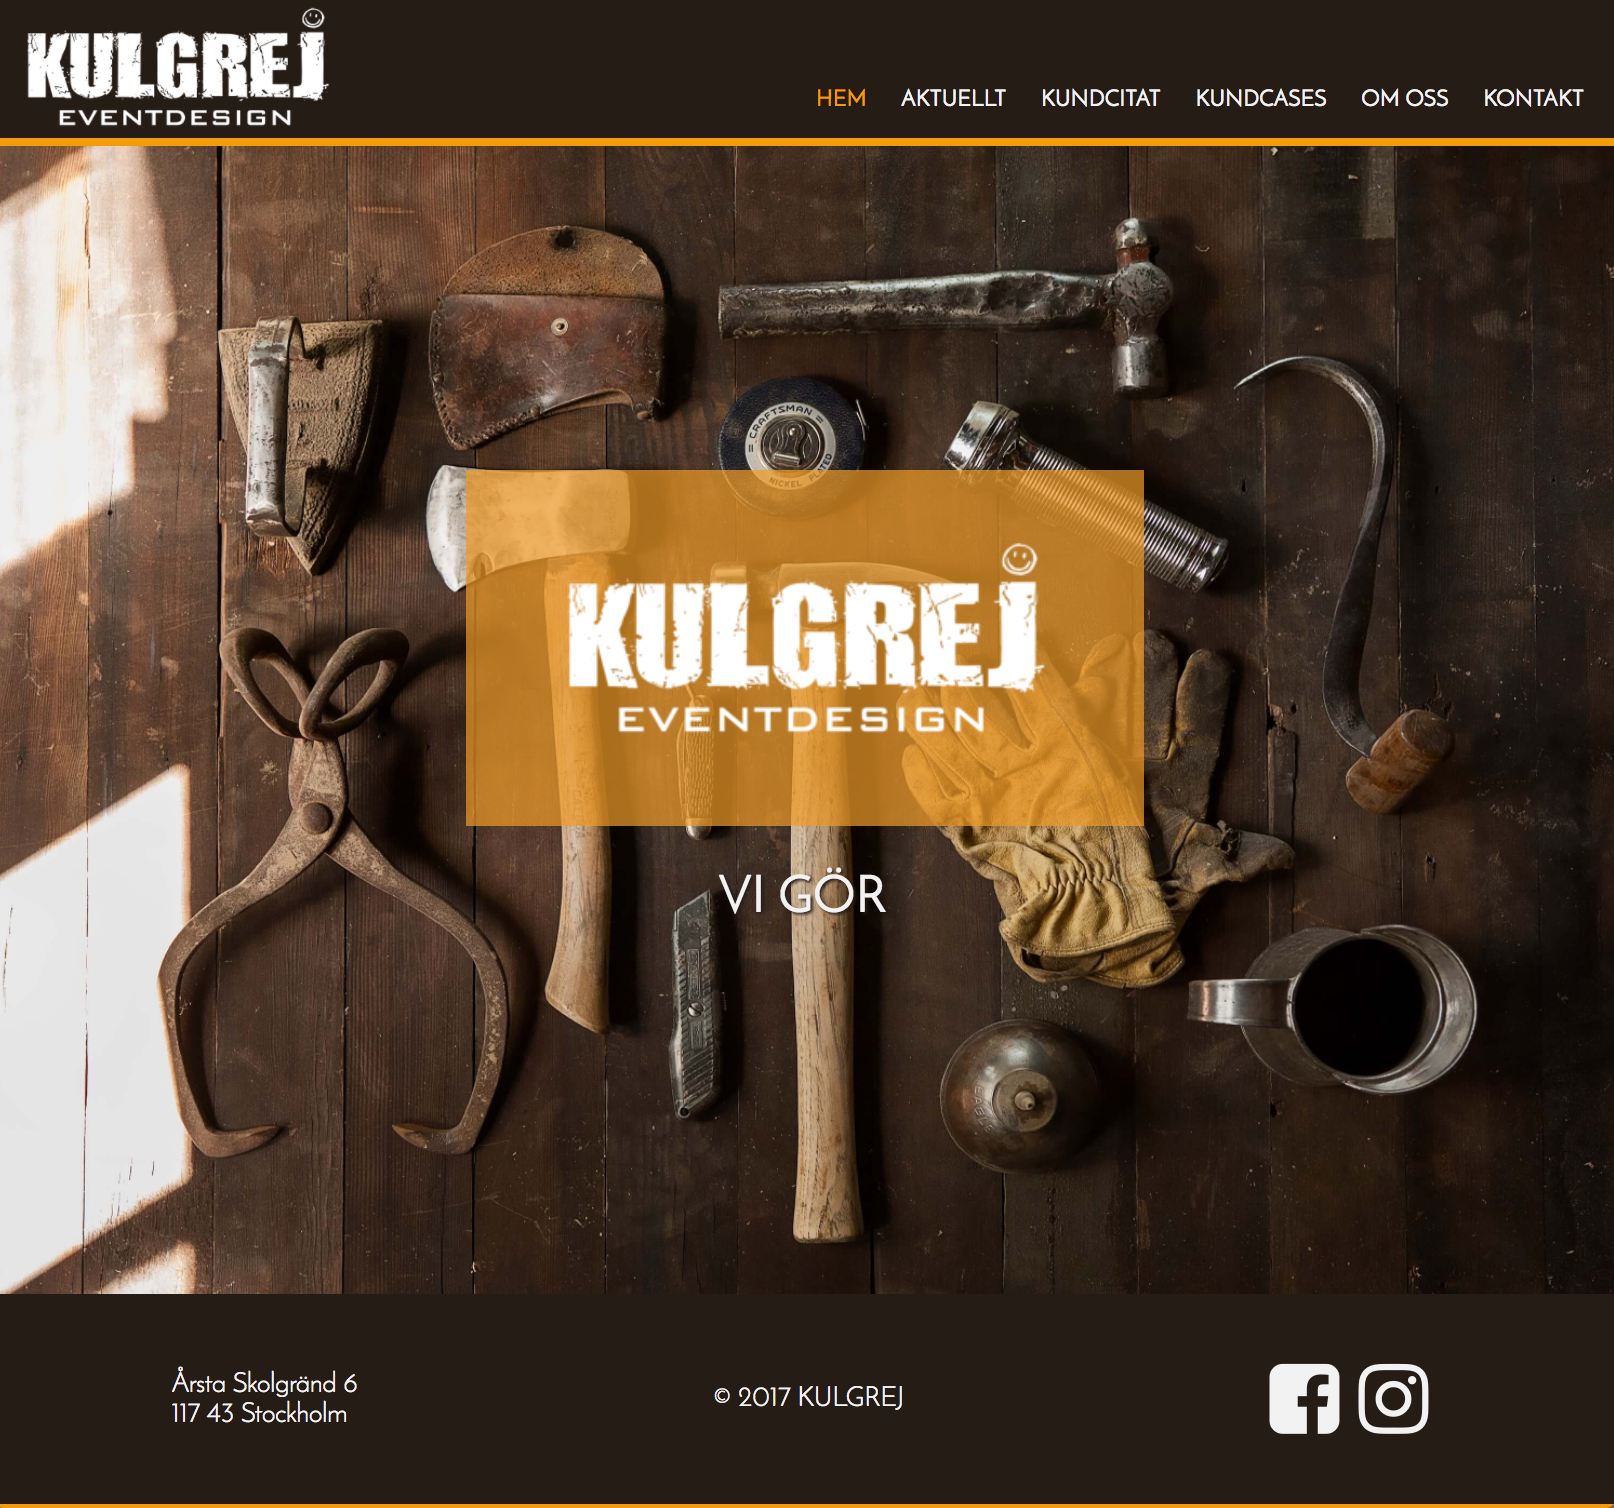 KULGREJ
EVENTDESIGN
HEM AKTUELLT KUNDCITAT KUNDCASES OM OSS KONTAKT
= CRAFTSMAN =
NICKEL PLATED
KULGREJ
EVENTDESIGN
VI GÖR
Årsta Skolgränd 6
117 43 Stockholm
© 2017 KULGREJ